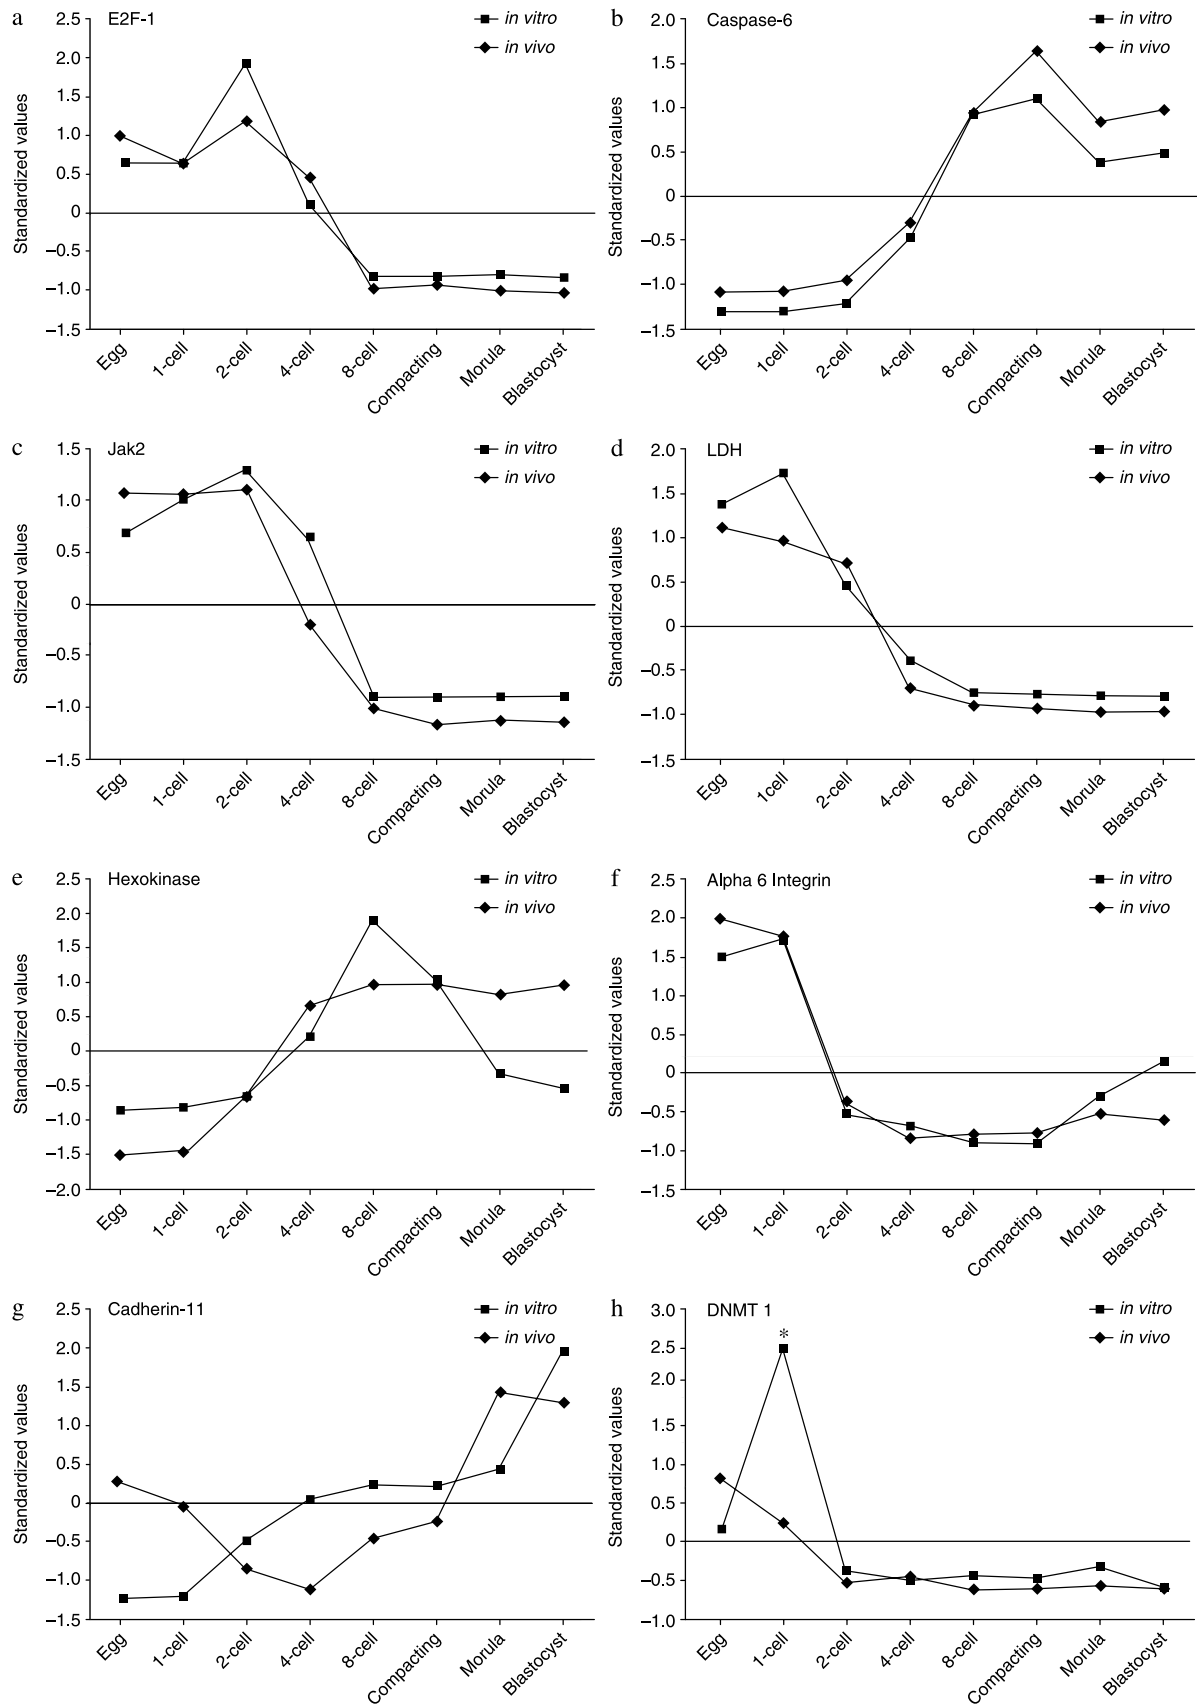 a
E2F-1
in vitro
in vivo
Standardized values
2.5
2.0
1.5
1.0
0.5
0
–0.5
–1.0
–1.5
Egg
1-cell
2-cell
4-cell
8-cell
Compacting
Morula
Blastocyst
b
Caspase-6
in vitro
in vivo
Standardized values
2.0
1.5
1.0
0.5
0
–0.5
–1.0
–1.5
Egg
1cell
2-cell
4-cell
8-cell
Compacting
Morula
Blastocyst
c
Jak2
in vitro
in vivo
Standardized values
1.5
1.0
0.5
0
–0.5
–1.0
–1.5
Egg
1-cell
2-cell
4-cell
8-cell
Compacting
Morula
Blastocyst
d
LDH
in vitro
in vivo
Standardized values
2.0
1.5
1.0
0.5
0
–0.5
–1.0
–1.5
Egg
1cell
2-cell
4-cell
8-cell
Compacting
Morula
Blastocyst
e
Hexokinase
in vitro
in vivo
Standardized values
2.5
2.0
1.5
1.0
0.5
0
–0.5
–1.0
–1.5
–2.0
Egg
1-cell
2-cell
4-cell
8-cell
Compacting
Morula
Blastocyst
f
Alpha 6 Integrin
in vitro
in vivo
Standardized values
2.5
2.0
1.5
1.0
0.5
0
–0.5
–1.0
–1.5
Egg
1-cell
2-cell
4-cell
8-cell
Compacting
Morula
Blastocyst
g
Cadherin-11
in vitro
in vivo
Standardized values
2.5
2.0
1.5
1.0
0.5
0
–0.5
–1.0
–1.5
Egg
1-cell
2-cell
4-cell
8-cell
Compacting
Morula
Blastocyst
h
DNMT 1
in vitro
in vivo
*
Standardized values
3.0
2.5
2.0
1.5
1.0
0.5
0
–0.5
–1.0
Egg
1-cell
2-cell
4-cell
8-cell
Compacting
Morula
Blastocyst